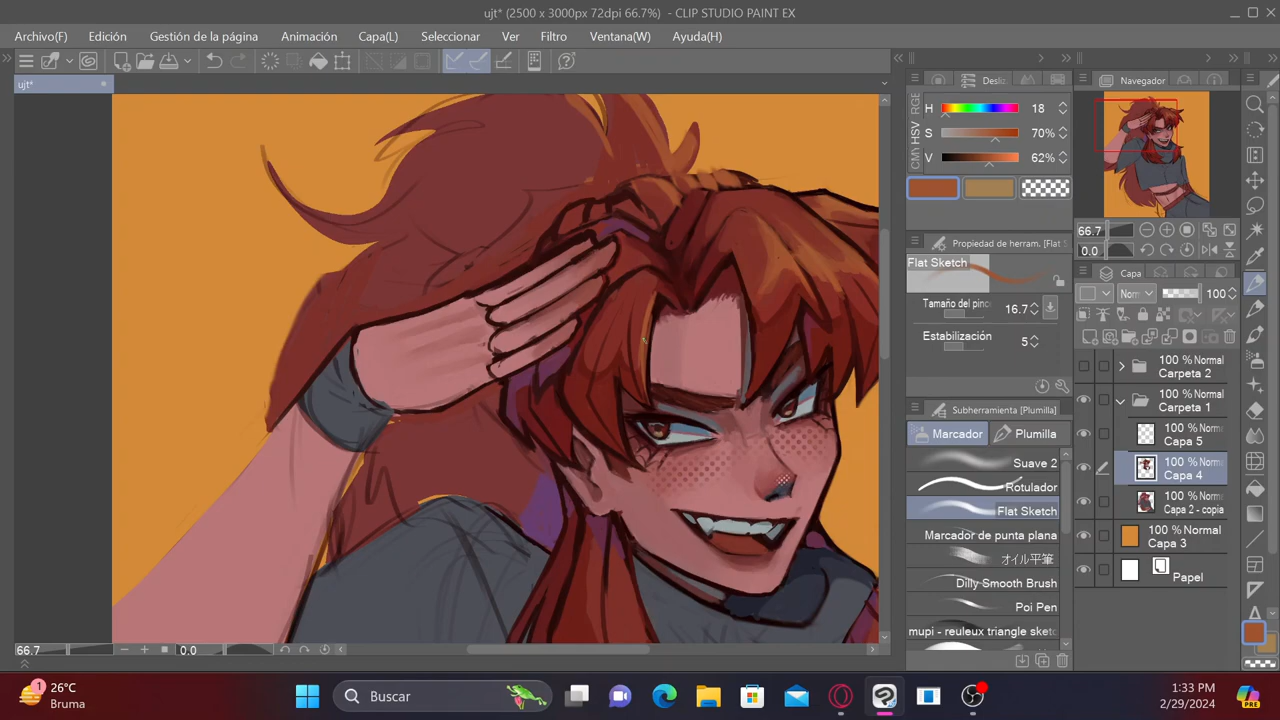 ujt* (2500 x 3000px 72dpi 66.7%) - CLIP STUDIO PAINT EX
Archivo(F) Edición Gestión de la página Animación Capa(L) Seleccionar Ver Filtro Ventana(W) Ayuda(H)
ujt*
Navegador
H 18
S 70%
V 62%
RGB
HSV
66.7
0.0
Propiedad de herram. [Flat
Flat Sketch
Capa
100
Tamaño del pinc 16.7
Estabilización 5
100 % Normal
Carpeta 2
100 % Normal
Carpeta 1
Subherramienta [Plumilla]
Marcador Plumilla
100 %
Capa 5
Suave 2
100 %
Capa 4
Rotulador
Flat Sketch
100 %
Capa 2 - copia
Marcador de punta plana
100 % Normal
Capa 3
オイル平筆
Papel
Dilly Smooth Brush
Poi Pen
mupi - reuleux triangle sketc
66.7 0.0
1
26°C
Bruma
Buscar
1:33 PM
2/29/2024
PRE